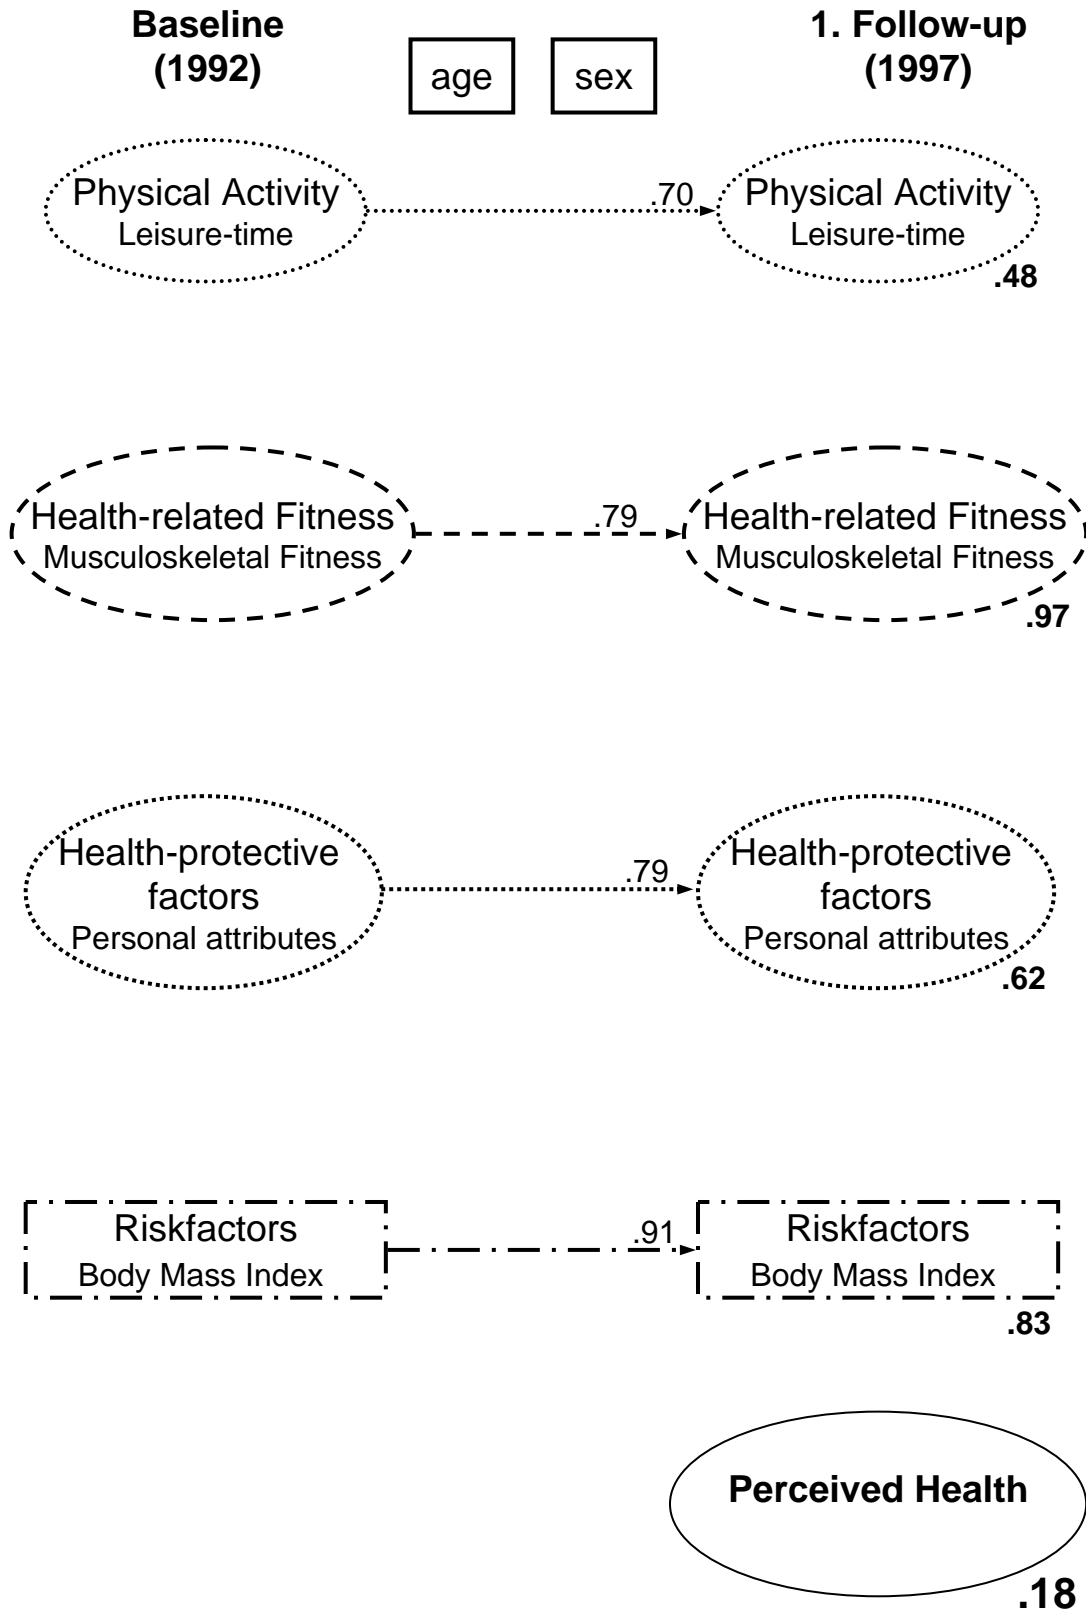 Baseline
(1992)
age
sex
1. Follow-up
(1997)
Physical Activity
Leisure-time
.70
Physical Activity
Leisure-time
.48
Health-related Fitness
Musculoskeletal Fitness
.79
Health-related Fitness
Musculoskeletal Fitness
.97
Health-protective
factors
Personal attributes
.79
Health-protective
factors
Personal attributes
.62
Riskfactors
Body Mass Index
.91
Riskfactors
Body Mass Index
.83
Perceived Health
.18